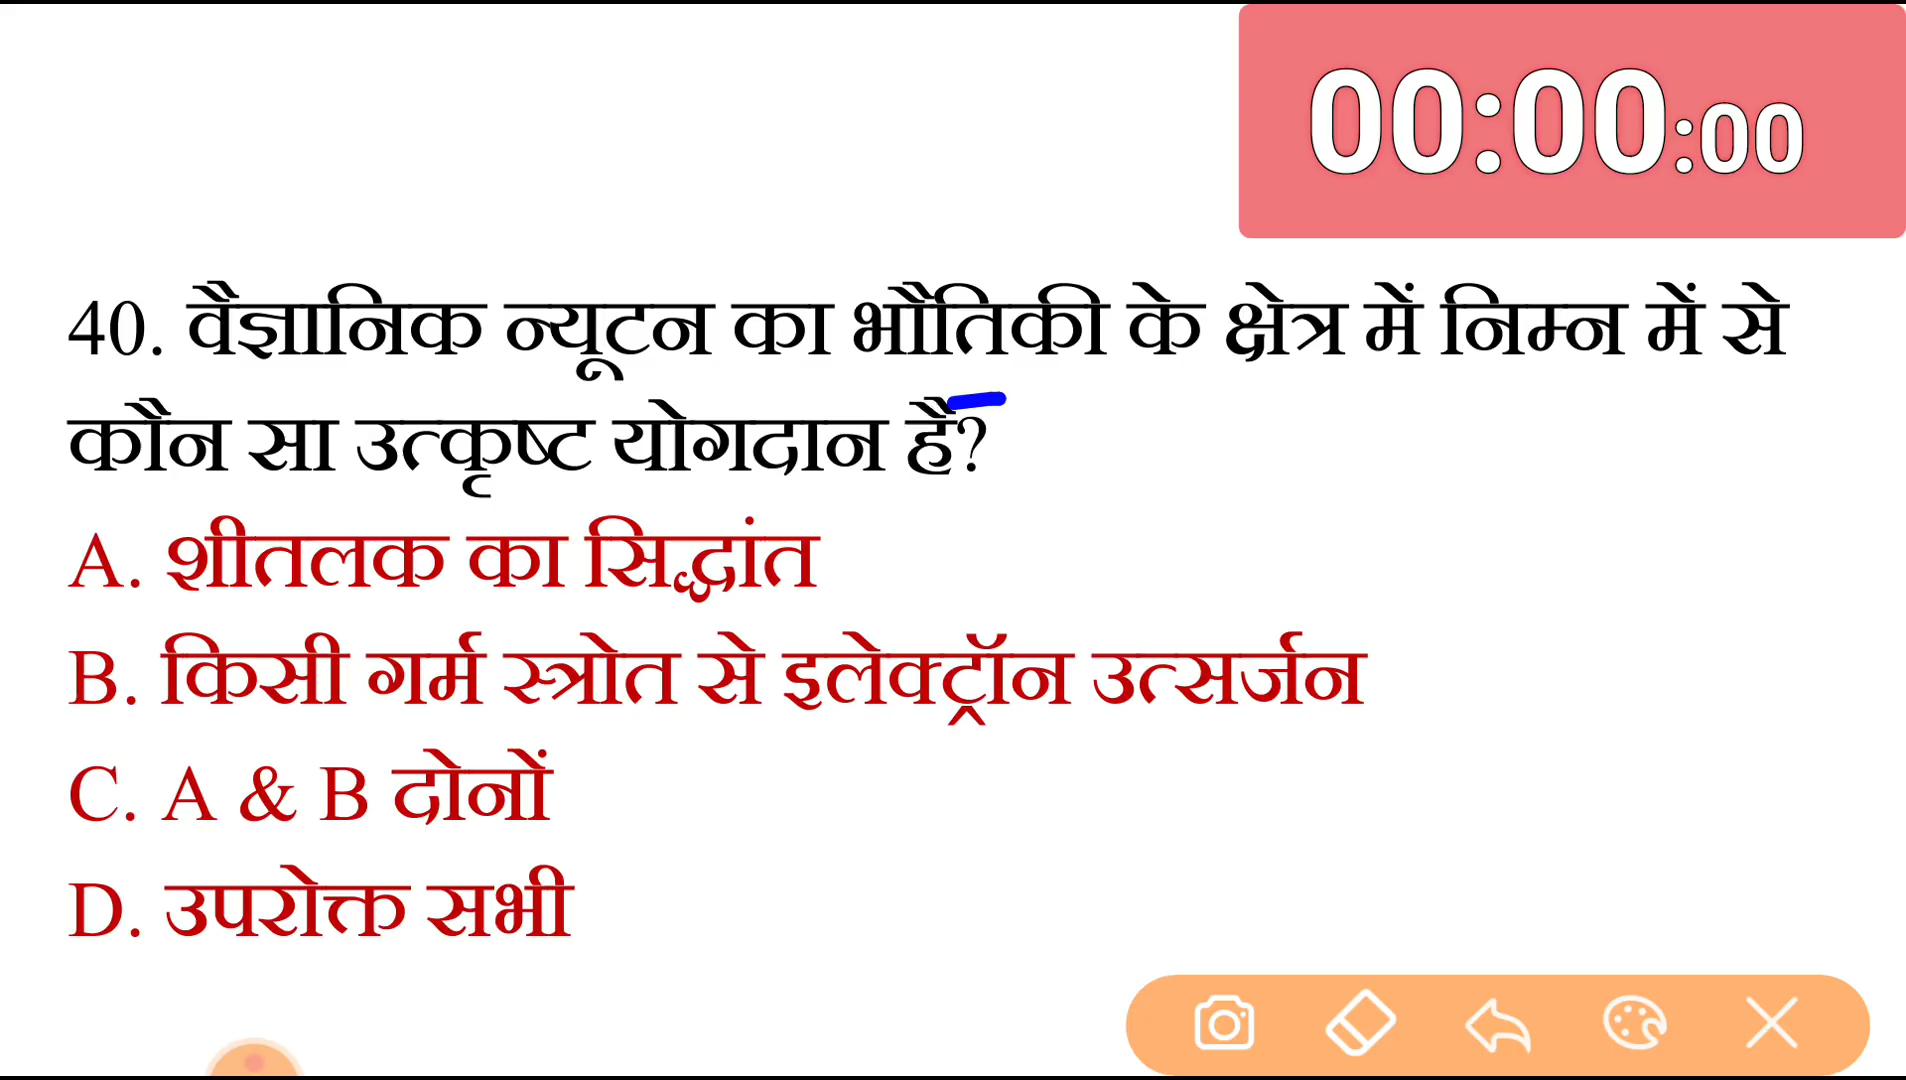 00:00:00
40. वैज्ञानिक न्यूटन का भौतिकी के क्षेत्र में निम्न में से
कौन सा उत्कृष्ट योगदान हैं?
A. शीतलक का सिद्धांत
B. किसी गर्म स्त्रोत से इलेक्ट्रॉन उत्सर्जन
C. A & B दोनों
D. उपरोक्त सभी